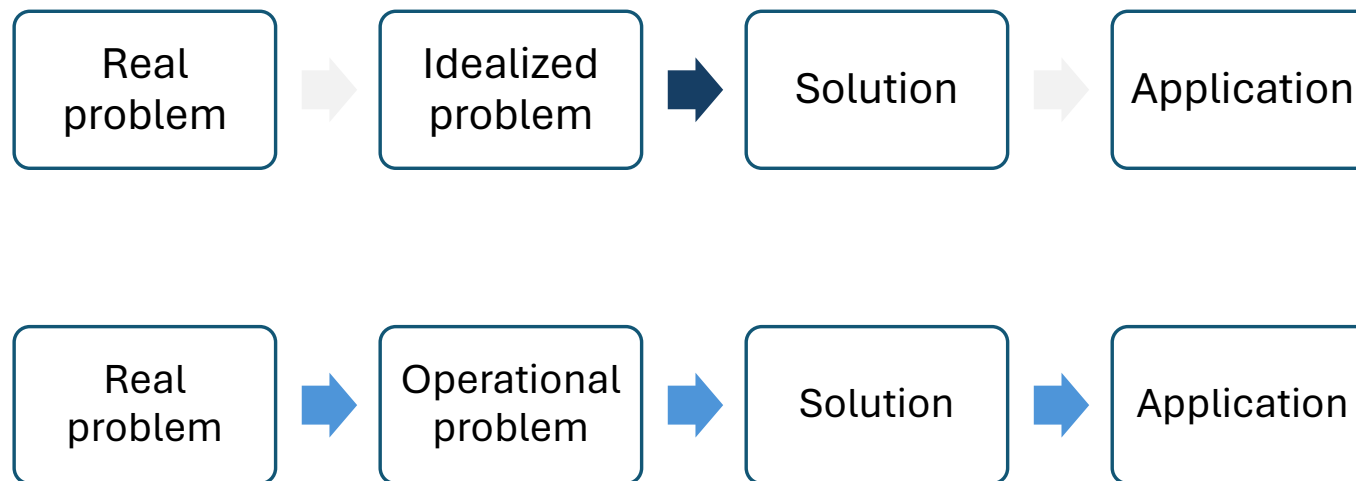 Real
problem
Idealized
problem
Solution
Application
Real
problem
Operational
problem
Solution
Application